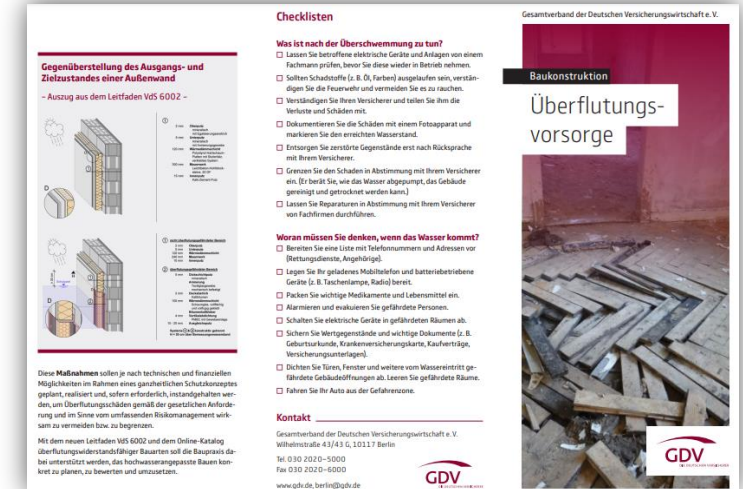 Gegenüberstellung des Ausgangs- und
Zielzustandes einer Außenwand
– Auszug aus dem Leitfaden VdS 6002 –
Diese Maßnahmen sollen je nach technischen und finanziellen
Möglichkeiten im Rahmen eines ganzheitlichen Schutzkonzeptes
geplant, realisiert und, sofern erforderlich, instandgehalten wer-
den, um Überflutungsschäden gemäß der gesetzlichen Anforde-
rung und im Sinne vom umfassenden Risikomanagement wirk-
sam zu vermeiden bzw. zu begrenzen.
Mit dem neuen Leitfaden VdS 6002 und dem Online-Katalog
überflutungswiderstandsfähiger Bauarten soll die Baupraxis da-
bei unterstützt werden, das hochwasserangepasste Bauen kon-
kret zu planen, zu bewerten und umzusetzen.
Checklisten
Was ist nach der Überschwemmung zu tun?
Lassen Sie betroffene elektrische Geräte und Anlagen von einem
Fachmann prüfen, bevor Sie diese wieder in Betrieb nehmen.
Sollten Schadstoffe (z. B. Öl, Farben) ausgelaufen sein, verstän-
digen Sie die Feuerwehr und vermeiden Sie es zu rauchen.
Verständigen Sie Ihren Versicherer und teilen Sie ihm die
Verluste und Schäden mit.
Dokumentieren Sie die Schäden mit einem Fotoapparat und
markieren Sie den erreichten Wasserstand.
Entsorgen Sie zerstörte Gegenstände erst nach Rücksprache
mit Ihrem Versicherer.
Grenzen Sie den Schaden in Abstimmung mit Ihrem Versicherer
ein. (Er berät Sie, wie das Wasser abgepumpt, das Gebäude
gereinigt und getrocknet werden kann.)
Lassen Sie Reparaturen in Abstimmung mit Ihrem Versicherer
von Fachfirmen durchführen.
Woran müssen Sie denken, wenn das Wasser kommt?
Bereiten Sie eine Liste mit Telefonnummern und Adressen vor
(Rettungsdienste, Angehörige).
Legen Sie Ihr geladenes Mobiltelefon und batteriebetriebene
Geräte (z. B. Taschenlampe, Radio) bereit.
Packen Sie wichtige Medikamente und Lebensmittel ein.
Alarmieren und evakuieren Sie gefährdete Personen.
Schalten Sie elektrische Geräte in gefährdeten Räumen ab.
Sichern Sie Wertgegenstände und wichtige Dokumente (z. B.
Geburtsurkunde, Krankenversicherungskarte, Kaufverträge,
Versicherungsunterlagen).
Dichten Sie Türen, Fenster und weitere vom Wassereintritt ge-
fährdete Gebäudeöffnungen ab. Leeren Sie gefährdete Räume.
Fahren Sie Ihr Auto aus der Gefahrenzone.
Kontakt
Gesamtverband der Deutschen Versicherungswirtschaft e. V.
Wilhelmstraße 43/43 G, 10117 Berlin
Tel. 030 2020–5000
Fax 030 2020–6000
www.gdv.de, berlin@gdv.de
GDV
Gesamtverband der Deutschen Versicherungswirtschaft e. V.
Baukonstruktion
Überflutungs-
vorsorge
GDV
DIE DEUTSCHEN VERSICHERER